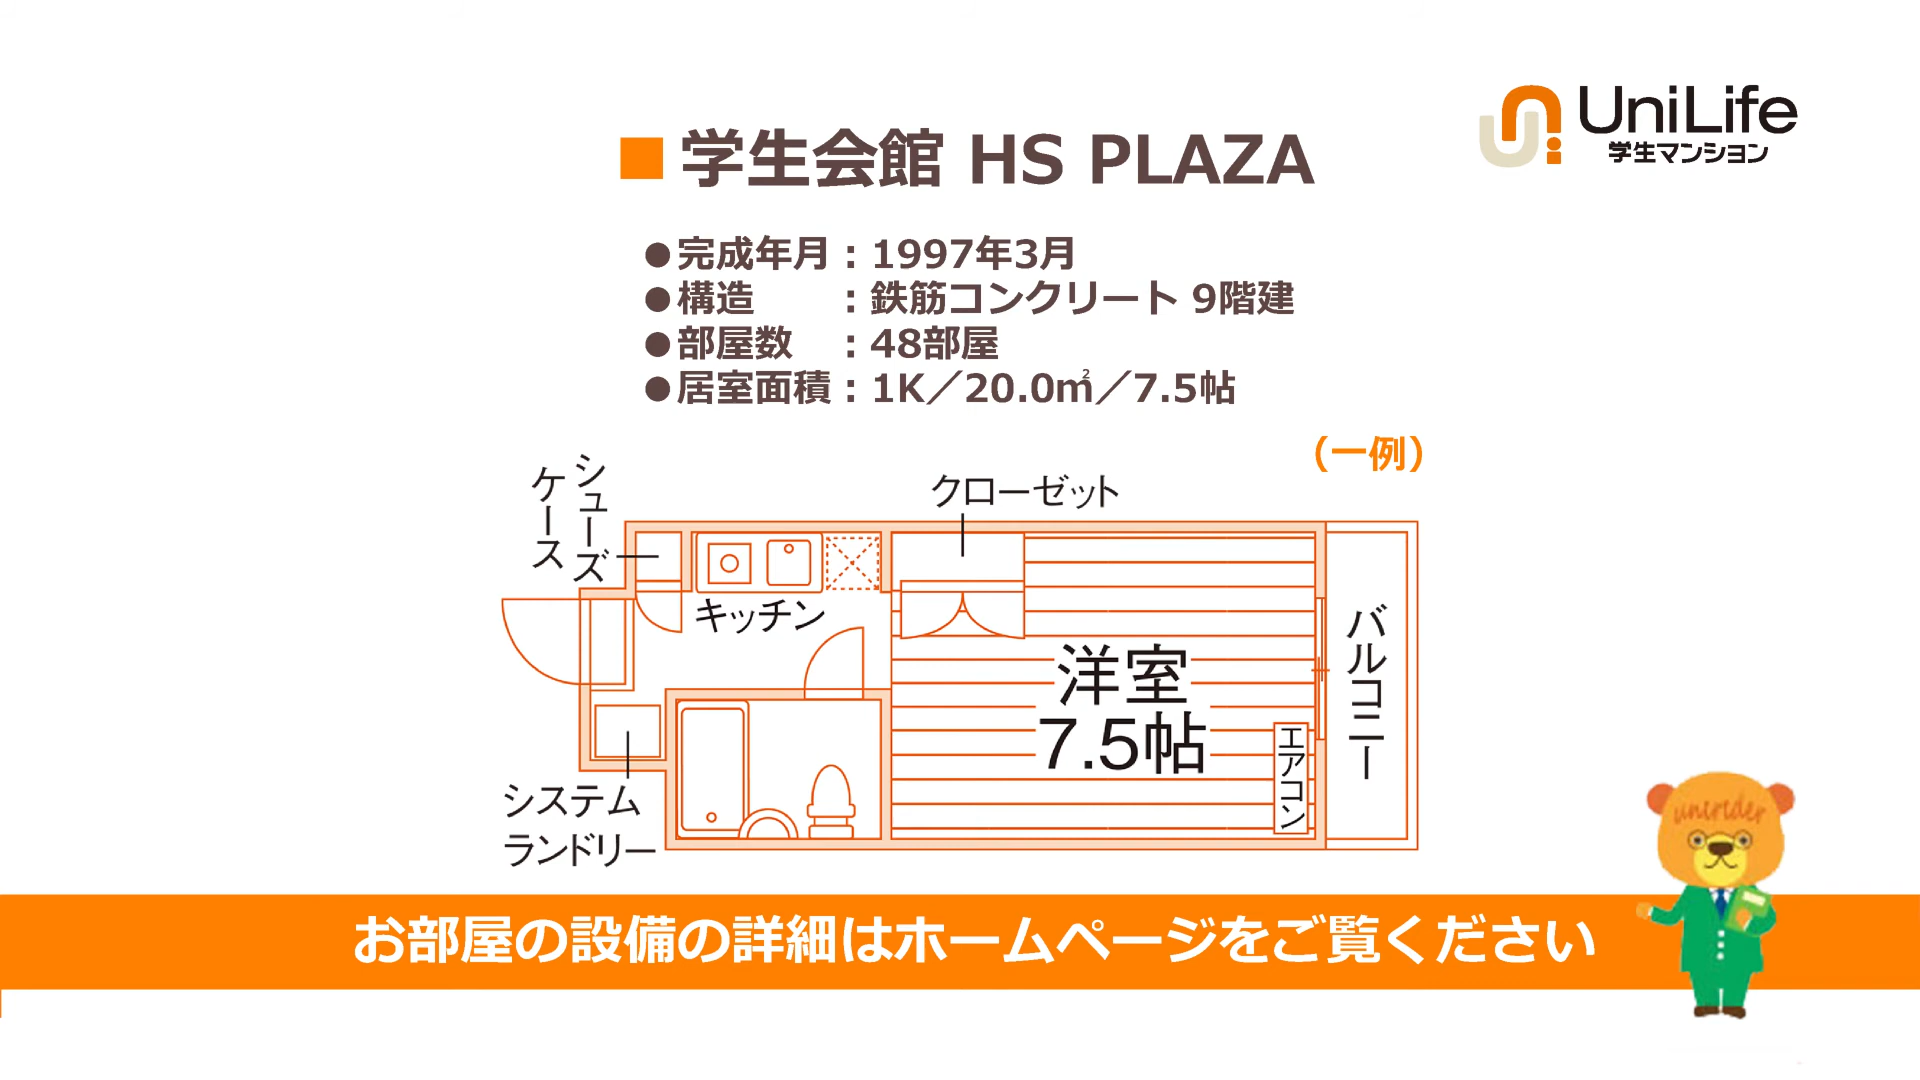 UniLife
学生マンション
■学生会館 HS PLAZA
●完成年月：1997年3月
●構造　　：鉄筋コンクリート 9階建
●部屋数　：48部屋
●居室面積：1K／20.0㎡／7.5帖
（一例）
シューズ
ケース
クローゼット
キッチン
洋室
7.5帖
バルコニー
エアコン
システム
ランドリー
unirider
お部屋の設備の詳細はホームページをご覧ください